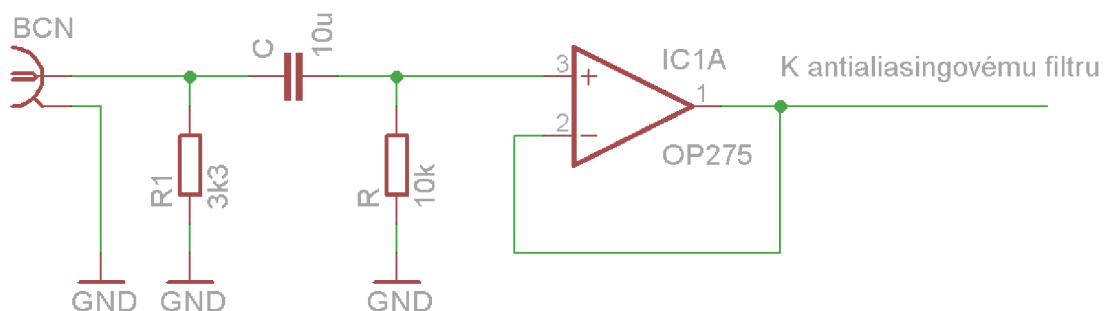 BCN
C
10u
3
+
IC1A
1
K antialiasingovému filtru
2
−
OP275
R1
3k3
R
10k
GND
GND
GND